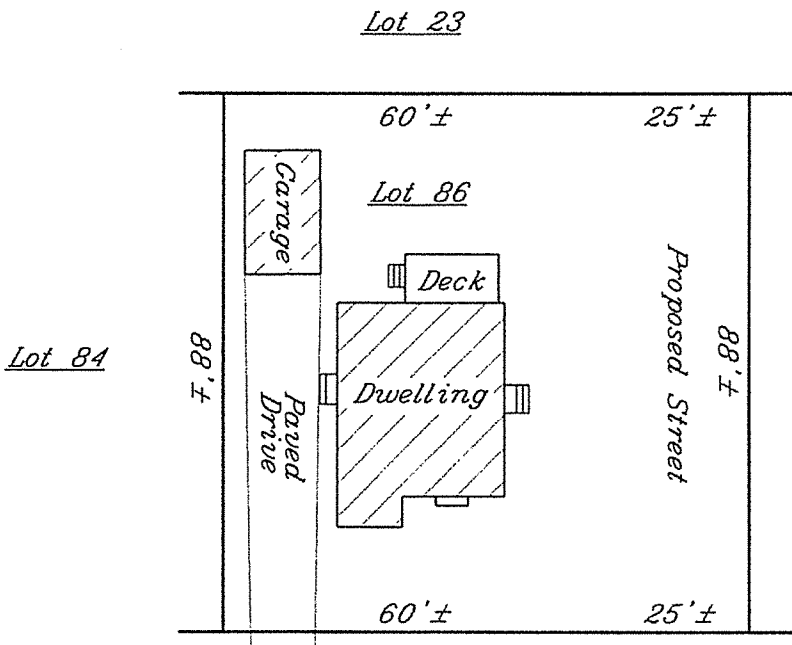 Lot 23
60'±
25'±
Garage
Lot 86
Deck
Proposed Street
88'±
88'±
Lot 84
Dwelling
Paved
Drive
60'±
25'±